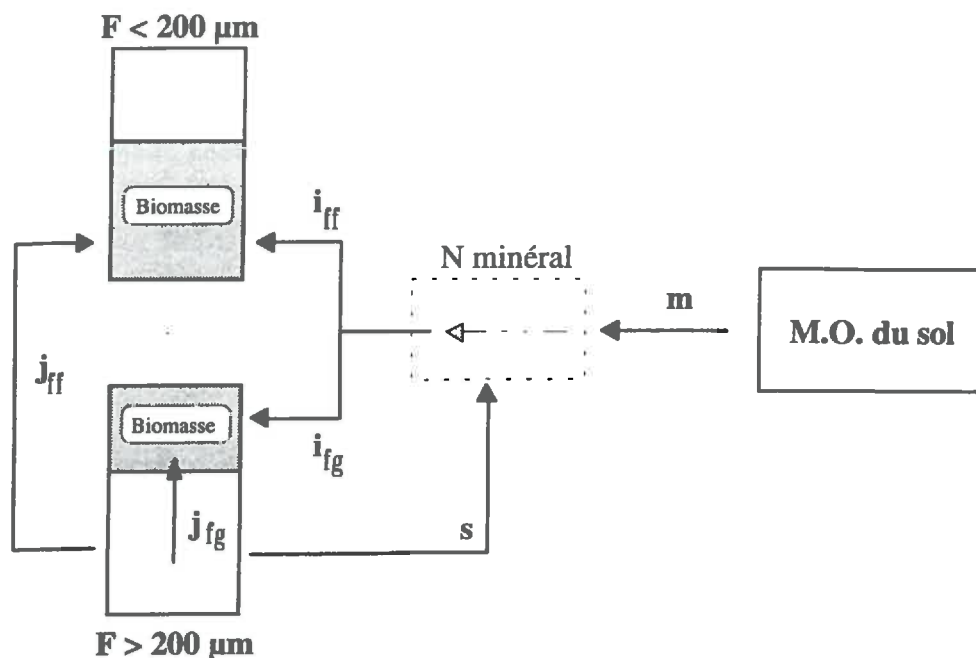 F < 200 µm
Biomasse
i_ff
N minéral
m
M.O. du sol
j_ff
Biomasse
i_fg
j_fg
s
F > 200 µm